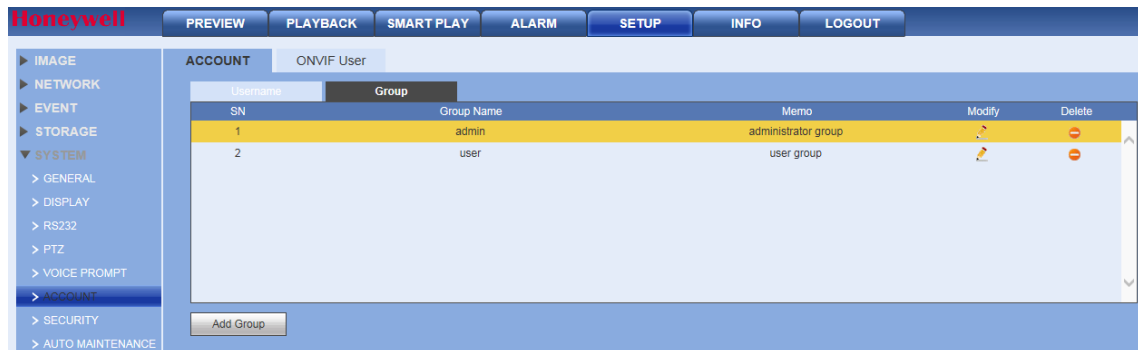 Honeywell
PREVIEW PLAYBACK SMART PLAY ALARM SETUP INFO LOGOUT
IMAGE
NETWORK
EVENT
STORAGE
SYSTEM
GENERAL
DISPLAY
RS232
PTZ
VOICE PROMPT
ACCOUNT
SECURITY
AUTO MAINTENANCE
ACCOUNT ONVIF User
Username Group
SN Group Name Memo Modify Delete
1 admin administrator group
2 user user group
Add Group